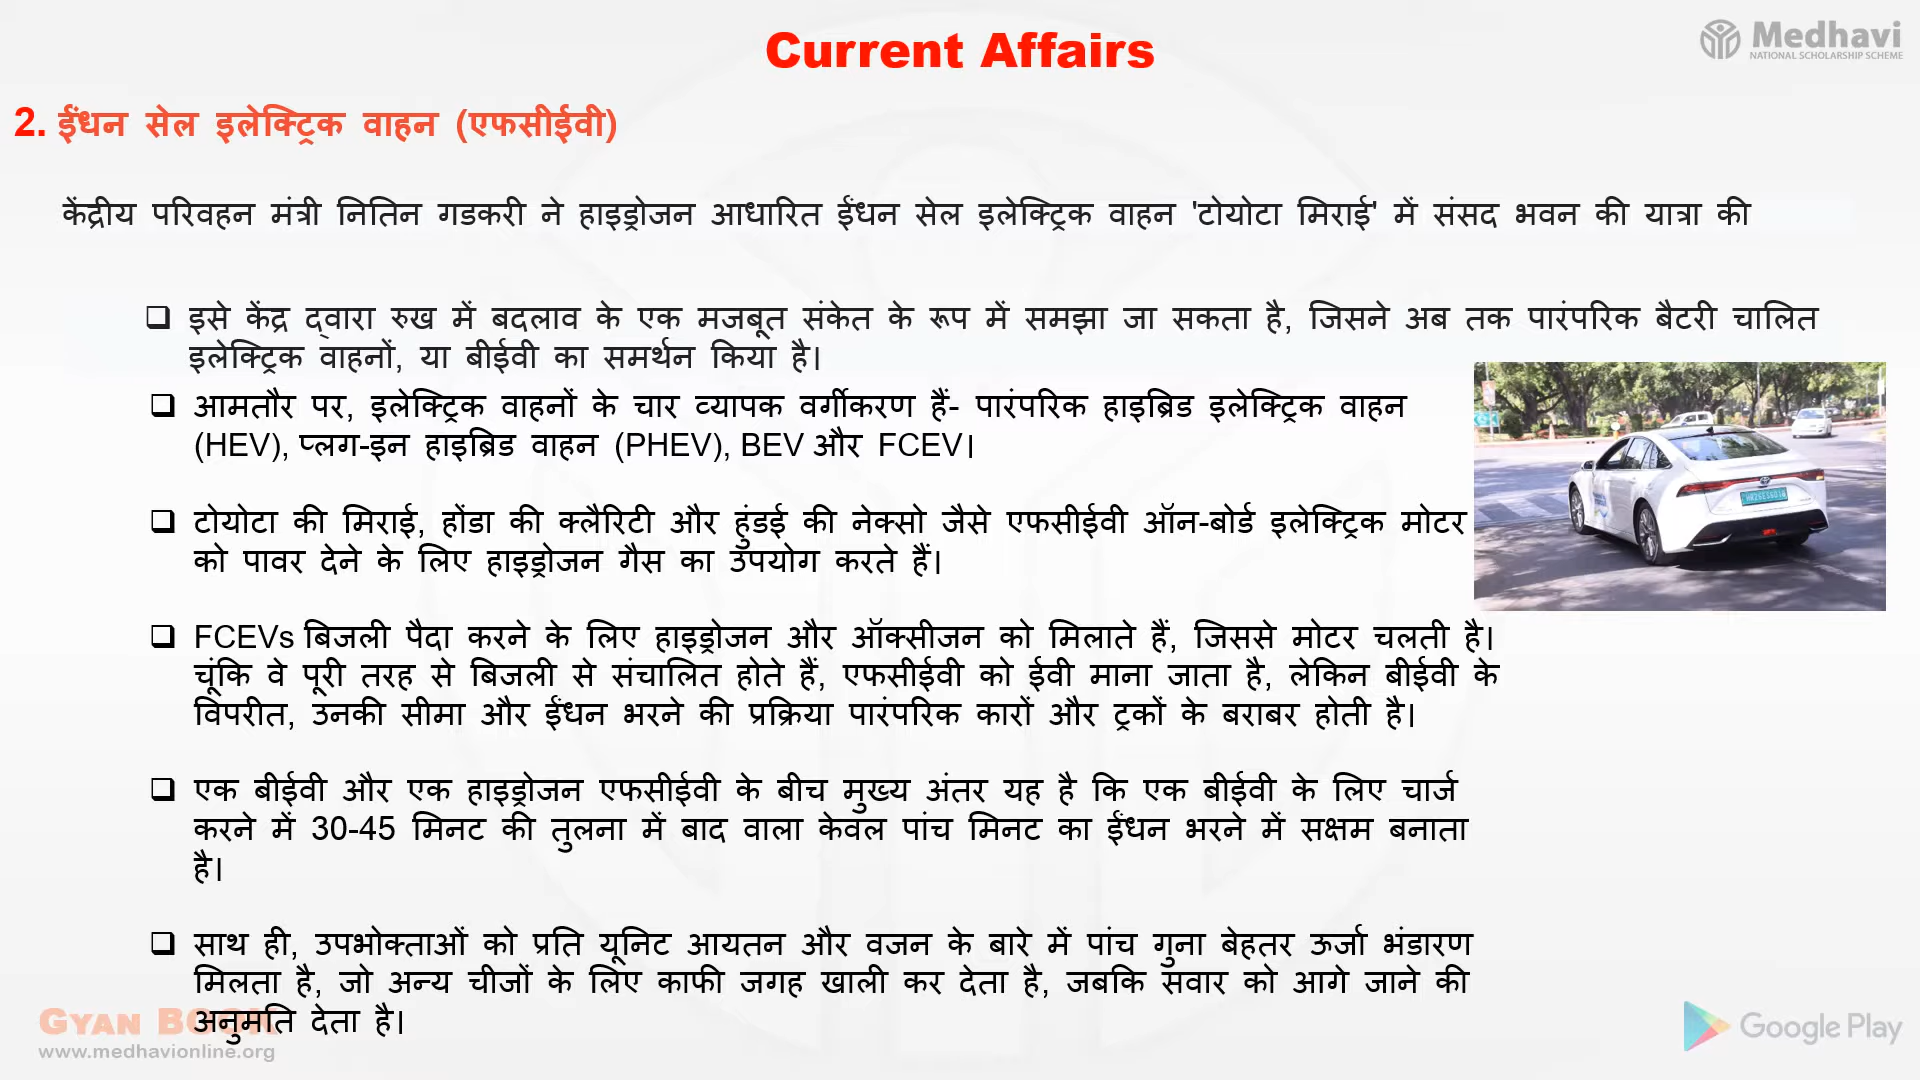 Current Affairs
Medhavi
NATIONAL SCHOLARSHIP SCHEME
2. ईंधन सेल इलेक्ट्रिक वाहन (एफसीईवी)
केंद्रीय परिवहन मंत्री नितिन गडकरी ने हाइड्रोजन आधारित ईंधन सेल इलेक्ट्रिक वाहन 'टोयोटा मिराई' में संसद भवन की यात्रा की
इसे केंद्र द्वारा रुख में बदलाव के एक मजबूत संकेत के रूप में समझा जा सकता है, जिसने अब तक पारंपरिक बैटरी चालित
इलेक्ट्रिक वाहनों, या बीईवी का समर्थन किया है।
आमतौर पर, इलेक्ट्रिक वाहनों के चार व्यापक वर्गीकरण हैं- पारंपरिक हाइब्रिड इलेक्ट्रिक वाहन
(HEV), प्लग-इन हाइब्रिड वाहन (PHEV), BEV और FCEV।
टोयोटा की मिराई, होंडा की क्लैरिटी और हुंडई की नेक्सो जैसे एफसीईवी ऑन-बोर्ड इलेक्ट्रिक मोटर
को पावर देने के लिए हाइड्रोजन गैस का उपयोग करते हैं।
FCEVs बिजली पैदा करने के लिए हाइड्रोजन और ऑक्सीजन को मिलाते हैं, जिससे मोटर चलती है।
चूंकि वे पूरी तरह से बिजली से संचालित होते हैं, एफसीईवी को ईवी माना जाता है, लेकिन बीईवी के
विपरीत, उनकी सीमा और ईंधन भरने की प्रक्रिया पारंपरिक कारों और ट्रकों के बराबर होती है।
एक बीईवी और एक हाइड्रोजन एफसीईवी के बीच मुख्य अंतर यह है कि एक बीईवी के लिए चार्ज
करने में 30-45 मिनट की तुलना में बाद वाला केवल पांच मिनट का ईंधन भरने में सक्षम बनाता
है।
साथ ही, उपभोक्ताओं को प्रति यूनिट आयतन और वजन के बारे में पांच गुना बेहतर ऊर्जा भंडारण
मिलता है, जो अन्य चीजों के लिए काफी जगह खाली कर देता है, जबकि सवार को आगे जाने की
अनुमति देता है।
GYAN BOOK
www.medhavionline.org
Google Play